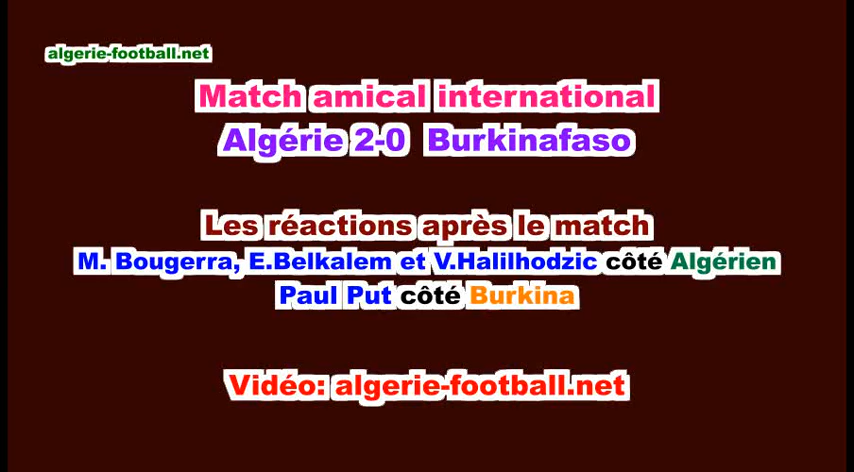 algerie-football.net
Match amical international
Algérie 2-0 Burkinafaso
Les réactions après le match
M. Bougerra, E.Belkalem et V.Halilhodzic côté Algérien
Paul Put côté Burkina
Vidéo: algerie-football.net